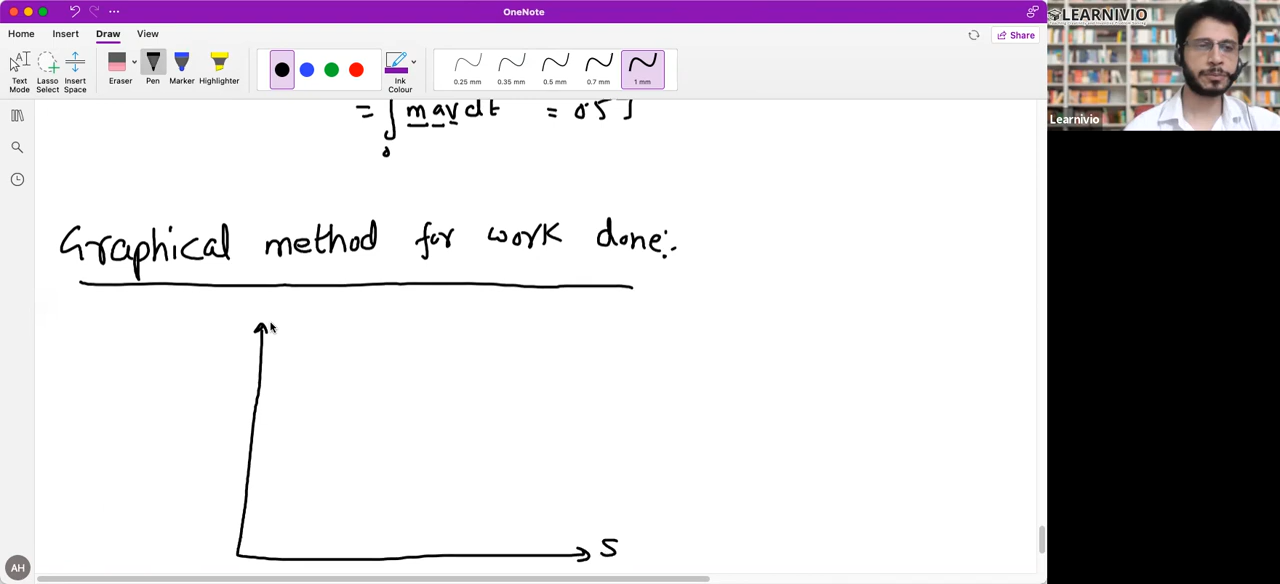 OneNote
LEARNIVIO
Home Insert Draw View
Share
Text Mode Lasso Select Insert Space Eraser Pen Marker Highlighter Ink Colour 0.25 mm 0.35 mm 0.5 mm 0.7 mm 1 mm
= ∫ m a v dt = 0.5 J
0
Learnivio
Graphical method for work done:-
S
AH